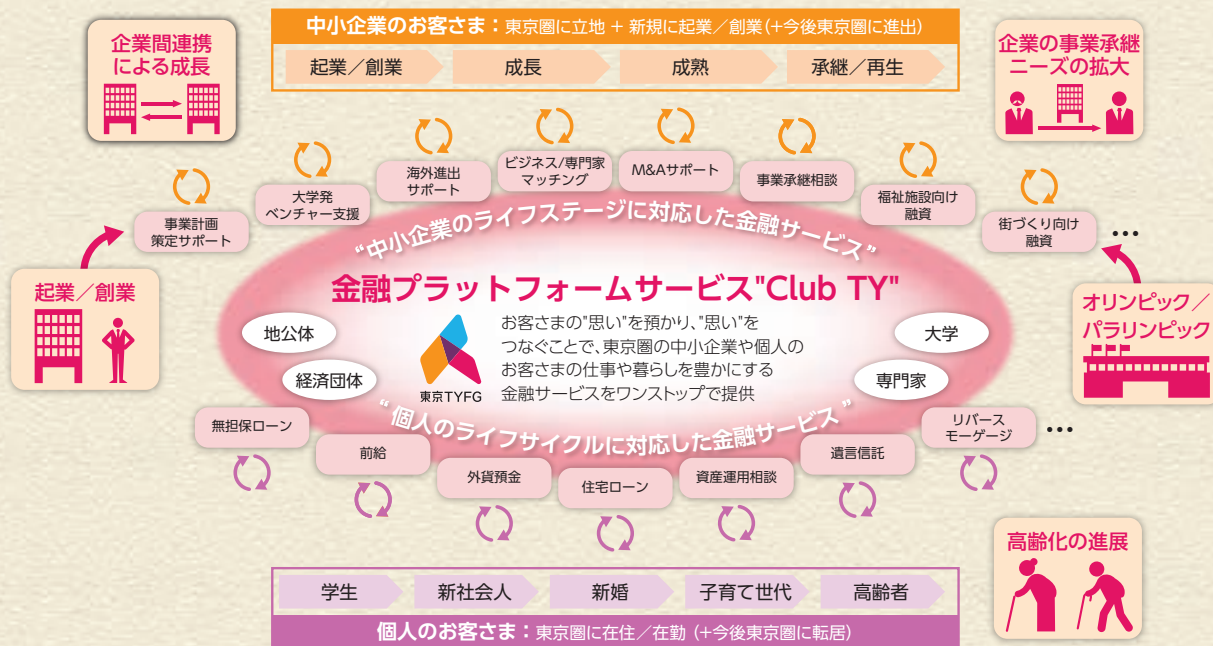 中小企業のお客さま：東京圏に立地 + 新規に起業／創業(+今後東京圏に進出)
起業／創業
成長
成熟
承継／再生
企業間連携
による成長
企業の事業承継
ニーズの拡大
事業計画
策定サポート
大学発
ベンチャー支援
海外進出
サポート
ビジネス/専門家
マッチング
M&Aサポート
事業承継相談
福祉施設向け
融資
街づくり向け
融資
…
"中小企業のライフステージに対応した金融サービス"
起業／創業
オリンピック／
パラリンピック
金融プラットフォームサービス"Club TY"
地公体
経済団体
東京TYFG
お客さまの"思い"を預かり、"思い"を
つなぐことで、東京圏の中小企業や個人の
お客さまの仕事や暮らしを豊かにする
金融サービスをワンストップで提供
大学
専門家
"個人のライフサイクルに対応した金融サービス"
無担保ローン
前給
外貨預金
住宅ローン
資産運用相談
遺言信託
リバース
モーゲージ
…
高齢化の進展
学生
新社会人
新婚
子育て世代
高齢者
個人のお客さま：東京圏に在住／在勤 (+今後東京圏に転居)